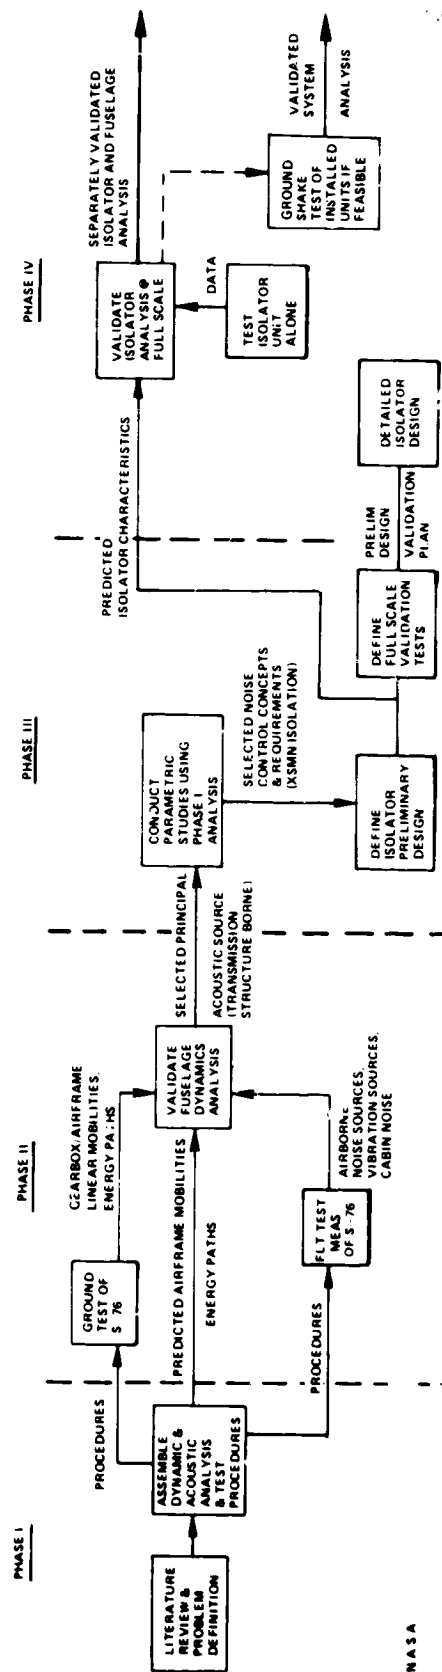 PHASE I
LITERATURE
REVIEW &
PROBLEM
DEFINITION
ASSEMBLE
DYNAMIC &
ACOUSTIC
ANALYSIS
& TEST
PROCEDURES
PROCEDURES
PREDICTED AIRFRAME MOBILITIES
ENERGY PATHS
PROCEDURES
PHASE II
GROUND
TEST OF
S 76
GEARBOX/AIRFRAME
LINEAR MOBILITIES,
ENERGY PATHS
VALIDATE
FUSELAGE
DYNAMICS
ANALYSIS
FLT TEST
MEAS
OF S-76
AIRBORNE
NOISE SOURCES,
VIBRATION SOURCES,
CABIN NOISE
SELECTED PRINCIPAL
ACOUSTIC SOURCE
(TRANSMISSION
STRUCTURE BORNE)
PHASE III
CONDUCT
PARAMETRIC
STUDIES USING
PHASE I
ANALYSIS
SELECTED NOISE
CONTROL CONCEPTS
& REQUIREMENTS
(XSMN ISOLATION)
DEFINE
ISOLATOR
PRELIMINARY
DESIGN
DEFINE
FULL SCALE
VALIDATION
TESTS
PREDICTED
ISOLATOR CHARACTERISTICS
PRELIM
DESIGN
VALIDATION
PLAN
DETAILED
ISOLATOR
DESIGN
PHASE IV
VALIDATE
ISOLATOR
ANALYSIS @
FULL SCALE
DATA
TEST
ISOLATOR
UNIT
ALONE
SEPARATELY VALIDATED
ISOLATOR AND FUSELAGE
ANALYSIS
GROUND
SHAKE
TEST OF
INSTALLED
UNITS IF
FEASIBLE
VALIDATED
SYSTEM
ANALYSIS
NASA